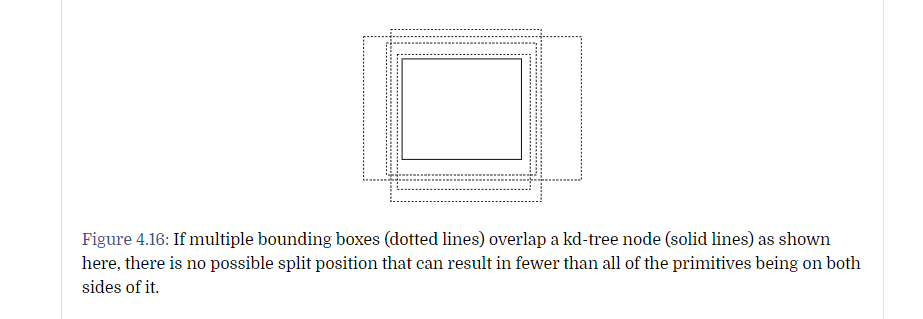 Figure 4.16: If multiple bounding boxes (dotted lines) overlap a kd-tree node (solid lines) as shown
here, there is no possible split position that can result in fewer than all of the primitives being on both
sides of it.